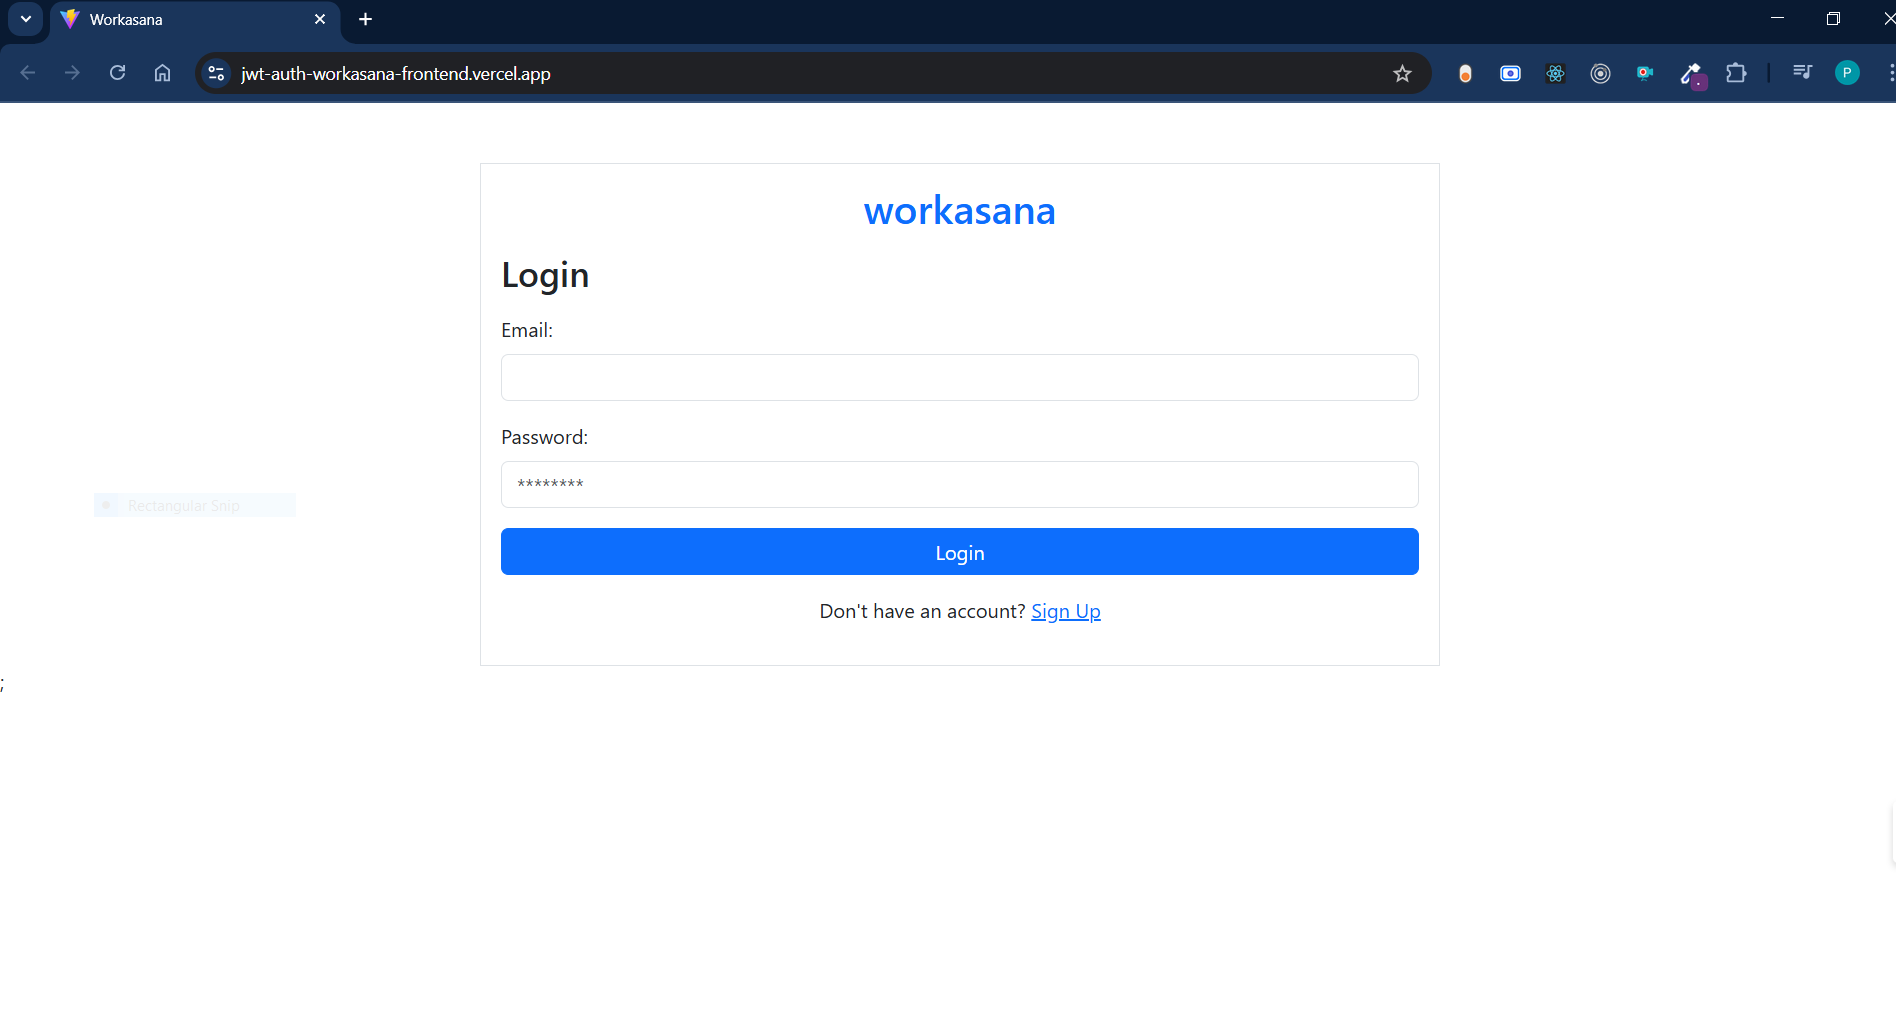 Workasana
jwt-auth-workasana-frontend.vercel.app
P
workasana
Login
Email:
Password:
********
Rectangular Snip
Login
Don't have an account? Sign Up
;